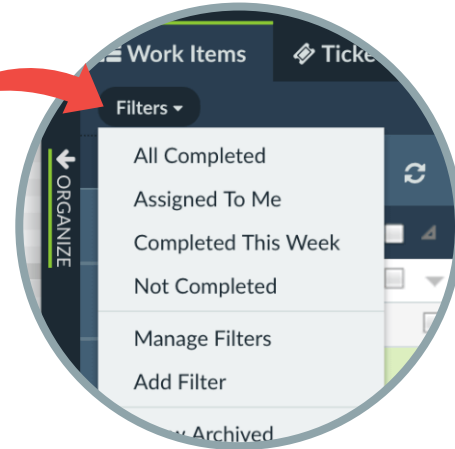 Work Items
Filters
ORGANIZE
All Completed
Assigned To Me
Completed This Week
Not Completed
Manage Filters
Add Filter
Archived